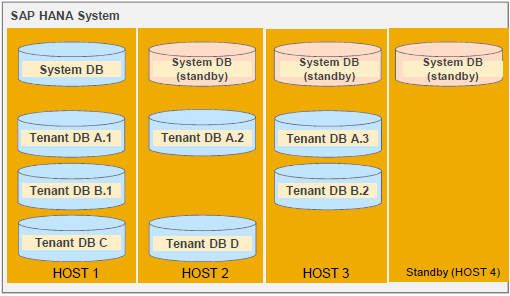 SAP HANA System
System DB
System DB
(standby)
System DB
(standby)
System DB
(standby)
Tenant DB A.1
Tenant DB A.2
Tenant DB A.3
Tenant DB B.1
Tenant DB B.2
Tenant DB C
Tenant DB D
HOST 1
HOST 2
HOST 3
Standby (HOST 4)